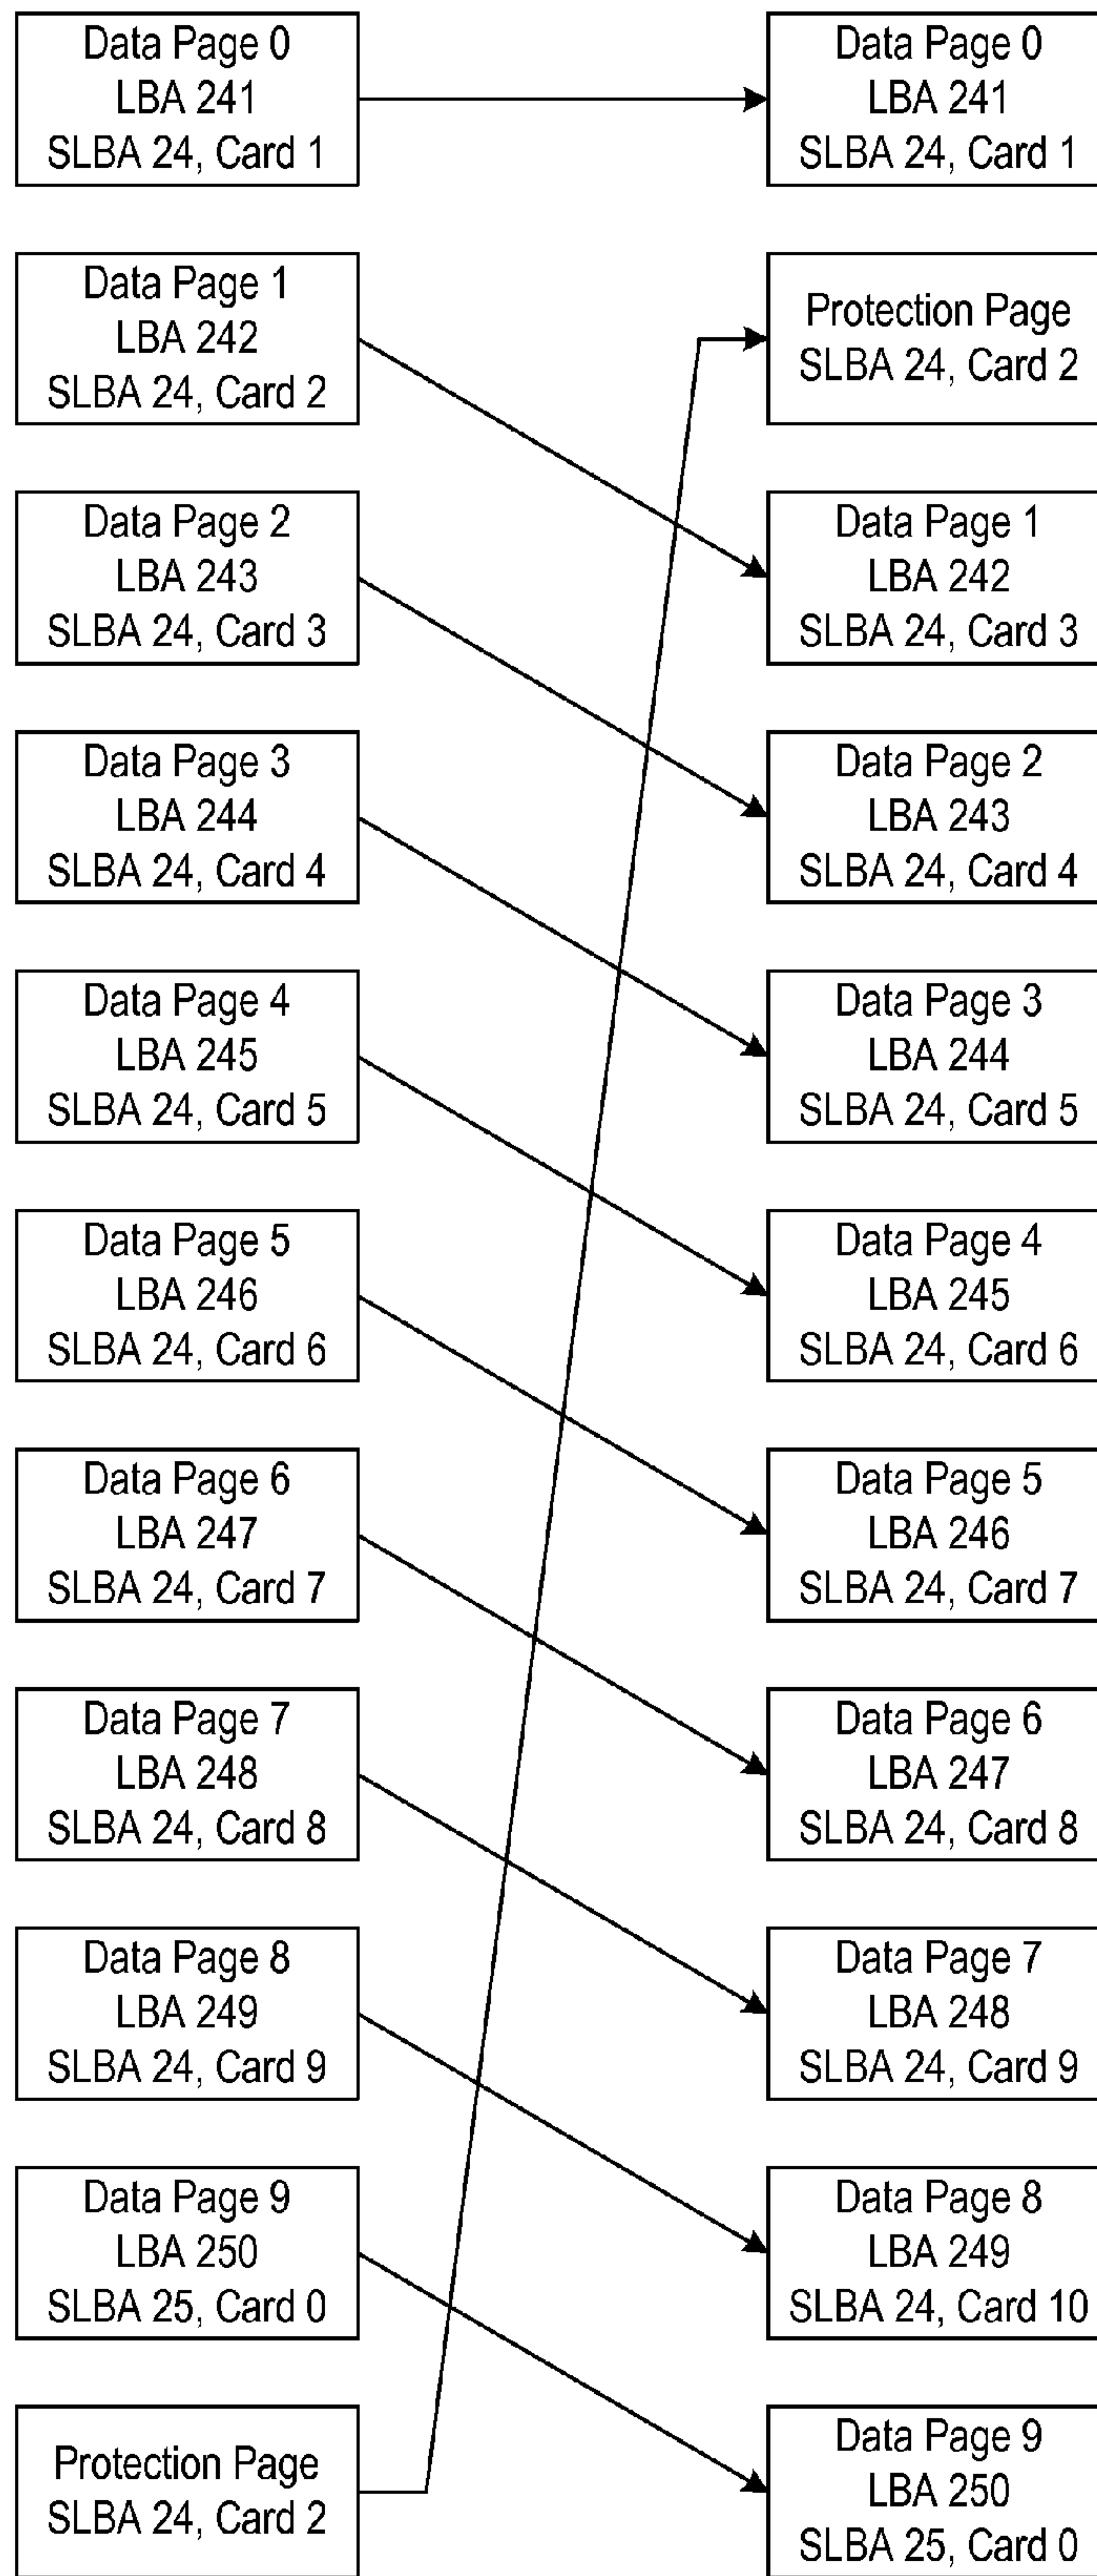 Data Page 0
LBA 241
SLBA 24, Card 1
Data Page 1
LBA 242
SLBA 24, Card 2
Data Page 2
LBA 243
SLBA 24, Card 3
Data Page 3
LBA 244
SLBA 24, Card 4
Data Page 4
LBA 245
SLBA 24, Card 5
Data Page 5
LBA 246
SLBA 24, Card 6
Data Page 6
LBA 247
SLBA 24, Card 7
Data Page 7
LBA 248
SLBA 24, Card 8
Data Page 8
LBA 249
SLBA 24, Card 9
Data Page 9
LBA 250
SLBA 25, Card 0
Protection Page
SLBA 24, Card 2
Data Page 0
LBA 241
SLBA 24, Card 1
Protection Page
SLBA 24, Card 2
Data Page 1
LBA 242
SLBA 24, Card 3
Data Page 2
LBA 243
SLBA 24, Card 4
Data Page 3
LBA 244
SLBA 24, Card 5
Data Page 4
LBA 245
SLBA 24, Card 6
Data Page 5
LBA 246
SLBA 24, Card 7
Data Page 6
LBA 247
SLBA 24, Card 8
Data Page 7
LBA 248
SLBA 24, Card 9
Data Page 8
LBA 249
SLBA 24, Card 10
Data Page 9
LBA 250
SLBA 25, Card 0